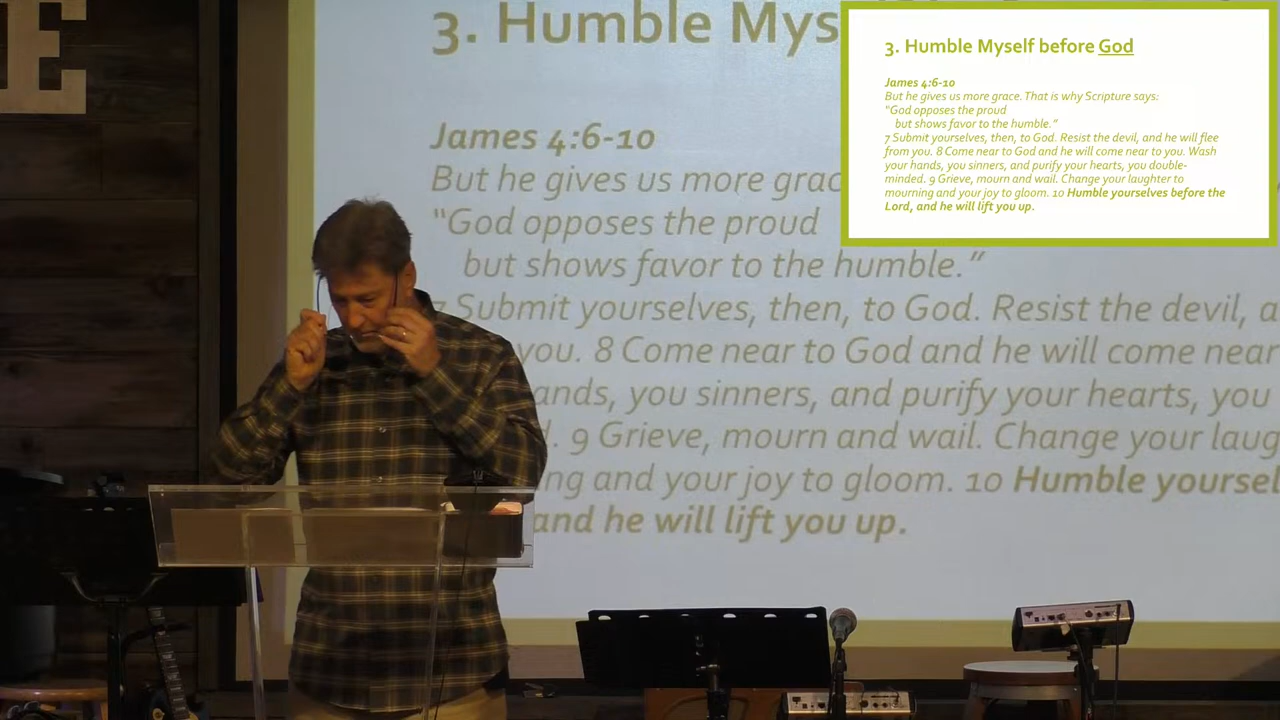 E
3. Humble Mys
James 4:6-10
But he gives us more grac
“God opposes the proud
but shows favor to the humble.”
7 Submit yourselves, then, to God. Resist the devil, a
you. 8 Come near to God and he will come near
ands, you sinners, and purify your hearts, you
d. 9 Grieve, mourn and wail. Change your laug
ng and your joy to gloom. 10 Humble yoursel
and he will lift you up.
3. Humble Myself before God
James 4:6-10
But he gives us more grace. That is why Scripture says:
“God opposes the proud
but shows favor to the humble.”
7 Submit yourselves, then, to God. Resist the devil, and he will flee
from you. 8 Come near to God and he will come near to you. Wash
your hands, you sinners, and purify your hearts, you double-
minded. 9 Grieve, mourn and wail. Change your laughter to
mourning and your joy to gloom. 10 Humble yourselves before the
Lord, and he will lift you up.